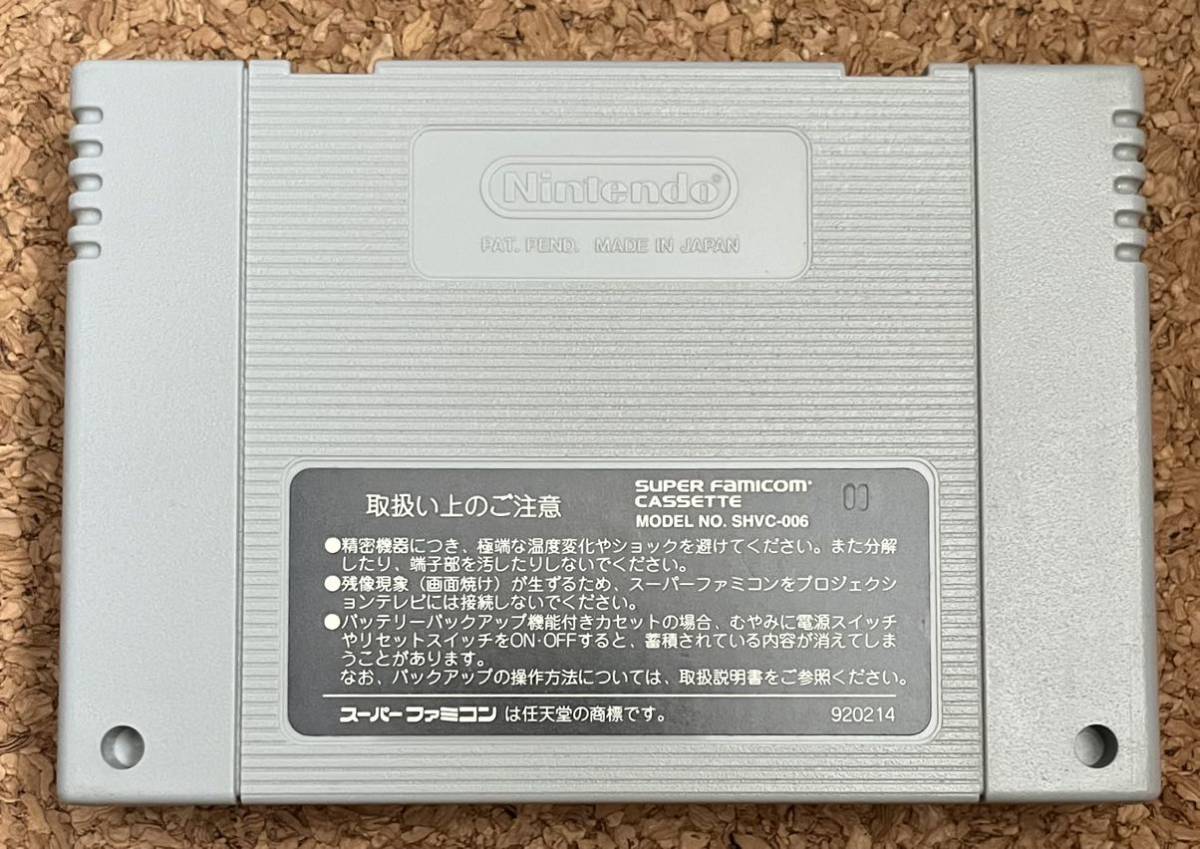 Nintendo®
PAT. PEND. MADE IN JAPAN
取扱い上のご注意
SUPER FAMICOM®
CASSETTE
MODEL NO. SHVC-006
●精密機器につき、極端な温度変化やショックを避けてください。また分解
したり、端子部を汚したりしないでください。
●残像現象（画面焼け）が生ずるため、スーパーファミコンをプロジェクシ
ョンテレビには接続しないでください。
●バッテリーバックアップ機能付きカセットの場合、むやみに電源スイッチ
やリセットスイッチをON·OFFすると、蓄積されている内容が消えてしま
うことがあります。
なお、バックアップの操作方法については、取扱説明書をご参照ください。
スーパーファミコン は任天堂の商標です。
920214